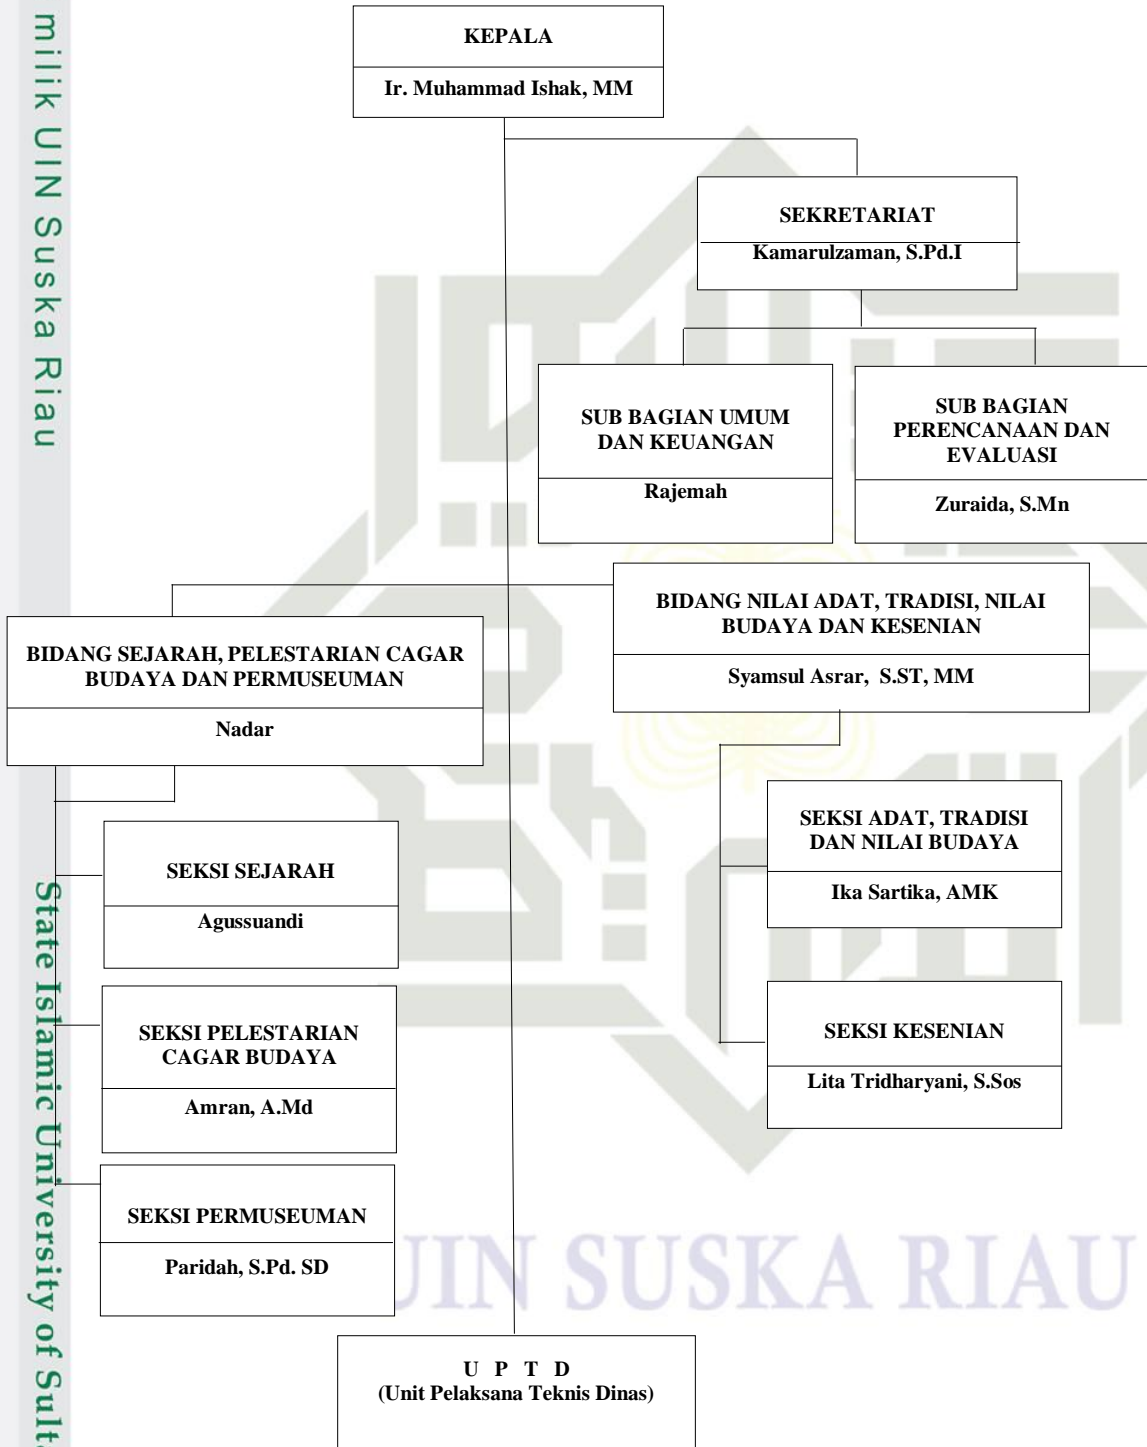 milik UIN Suska Riau
KEPALA
Ir. Muhammad Ishak, MM
SEKRETARIAT
Kamarulzaman, S.Pd.I
SUB BAGIAN UMUM
DAN KEUANGAN
Rajemah
SUB BAGIAN
PERENCANAAN DAN
EVALUASI
Zuraida, S.Mn
BIDANG NILAI ADAT, TRADISI, NILAI
BUDAYA DAN KESENIAN
Syamsul Asrar, S.ST, MM
BIDANG SEJARAH, PELESTARIAN CAGAR
BUDAYA DAN PERMUSEUMAN
Nadar
SEKSI ADAT, TRADISI
DAN NILAI BUDAYA
Ika Sartika, AMK
SEKSI SEJARAH
Agussuandi
SEKSI KESENIAN
Lita Tridharyani, S.Sos
SEKSI PELESTARIAN
CAGAR BUDAYA
Amran, A.Md
SEKSI PERMUSEUMAN
Paridah, S.Pd. SD
State Islamic University of Sult
UIN SUSKA RIAU
U P T D
(Unit Pelaksana Teknis Dinas)